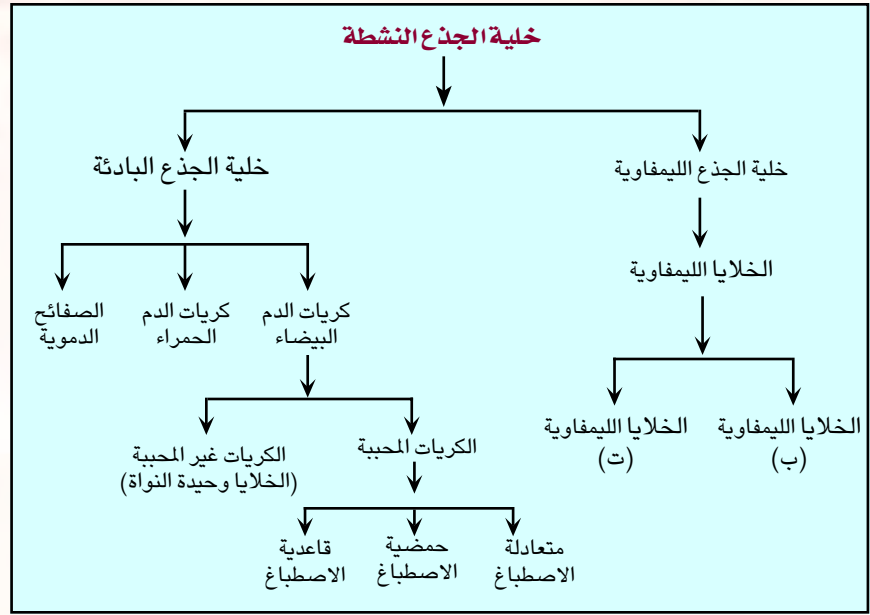 خلية الجذع النشطة
خلية الجذع الليمفاوية
خلية الجذع البادئة
الخلايا الليمفاوية
كريات الدم
البيضاء
كريات الدم
الحمراء
الصفائح
الدموية
الخلايا الليمفاوية
(ب)
الخلايا الليمفاوية
(ت)
الكريات المحببة
الكريات غير المحببة
(الخلايا وحيدة النواة)
متعادلة
الاصطباغ
حمضية
الاصطباغ
قاعدية
الاصطباغ